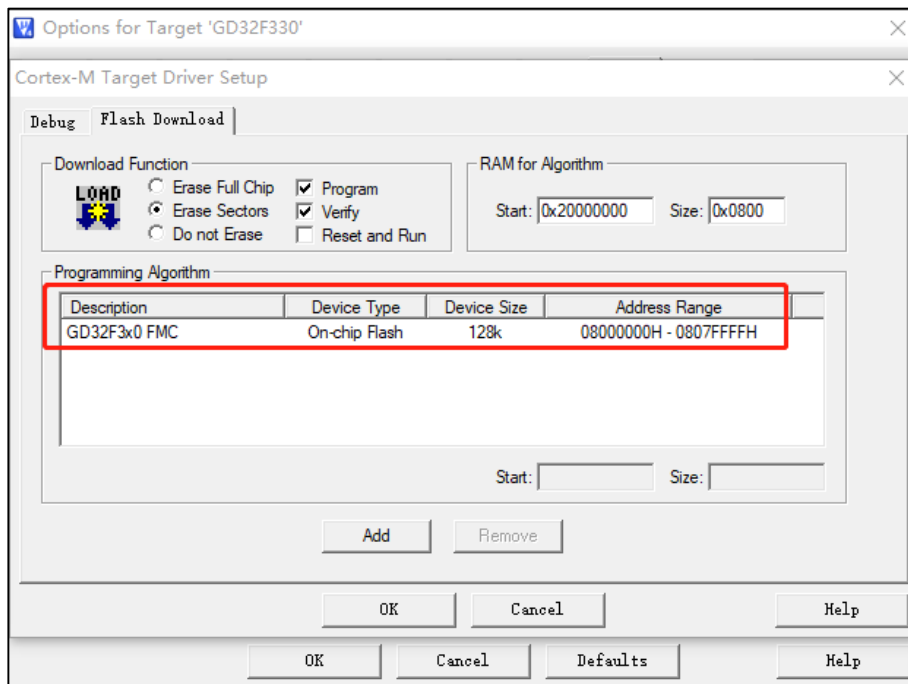 Options for Target 'GD32F330'
Cortex-M Target Driver Setup
Debug Flash Download
Download Function
LOAD
Erase Full Chip Program
Erase Sectors Verify
Do not Erase Reset and Run
RAM for Algorithm
Start: 0x20000000 Size: 0x0800
Programming Algorithm
Description Device Type Device Size Address Range
GD32F3x0 FMC On-chip Flash 128k 08000000H - 0807FFFFH
Start: Size:
Add Remove
OK Cancel Help
OK Cancel Defaults Help